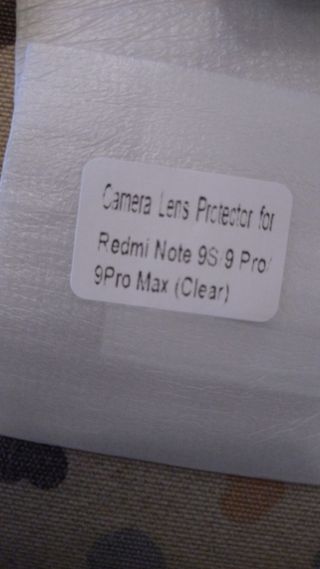 Camera Lens Protector for
Redmi Note 9S/9 Pro/
9Pro Max (Clear)